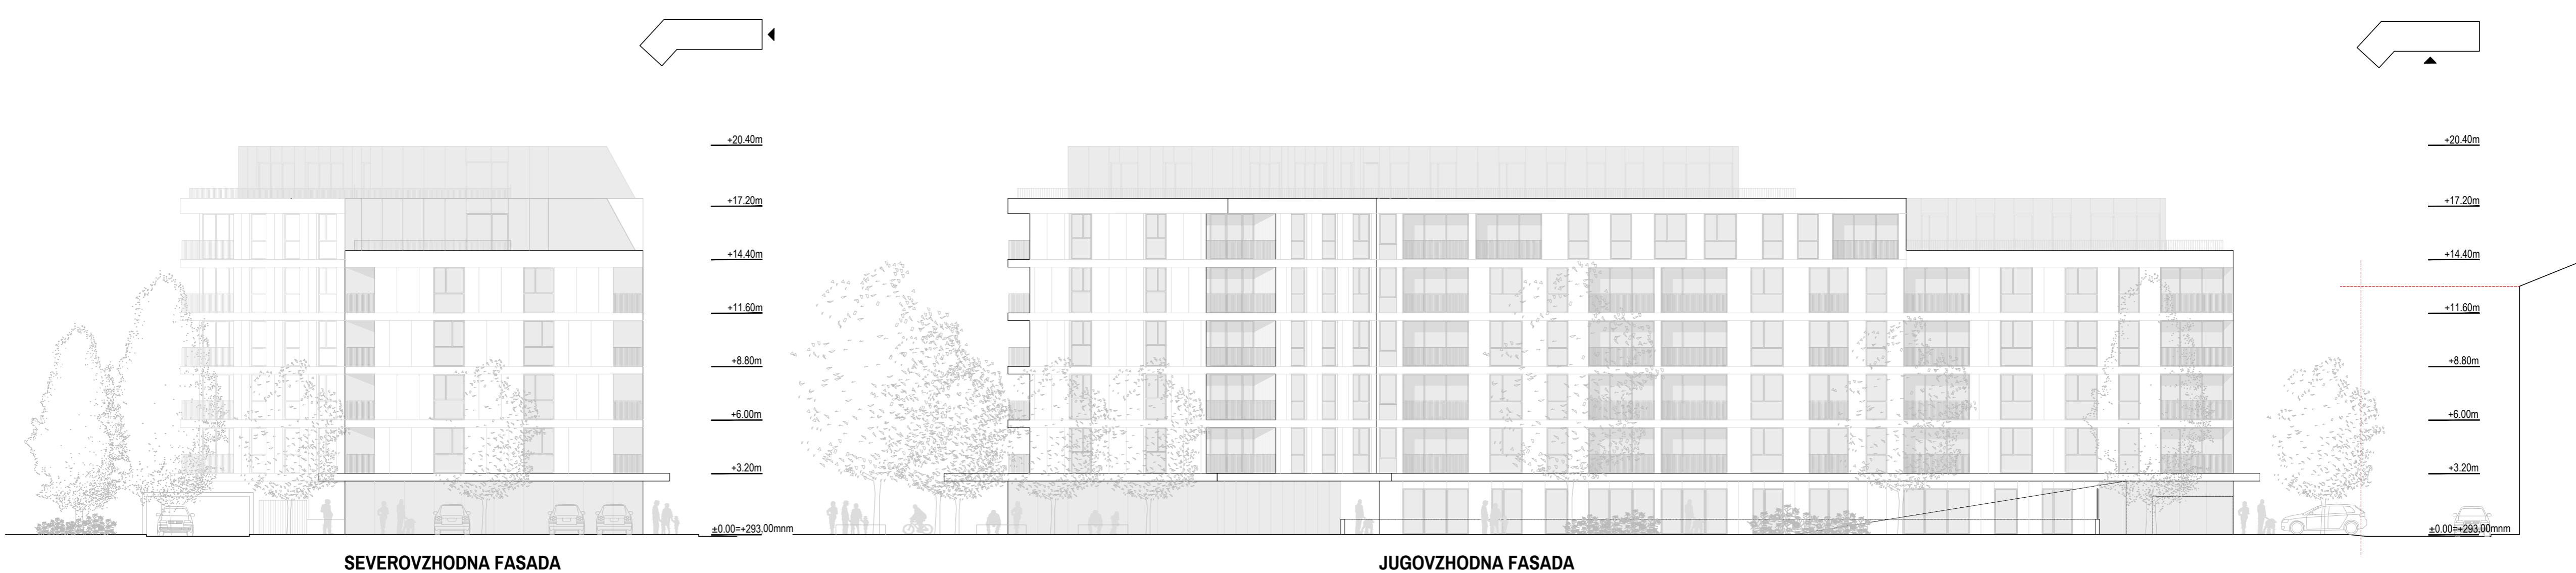 +20.40m
+17.20m
+14.40m
+11.60m
+8.80m
+6.00m
+3.20m
±0.00=+293.00mnm
SEVEROVZHODNA FASADA
+20.40m
+17.20m
+14.40m
+11.60m
+8.80m
+6.00m
+3.20m
±0.00=+293.00mnm
JUGOVZHODNA FASADA